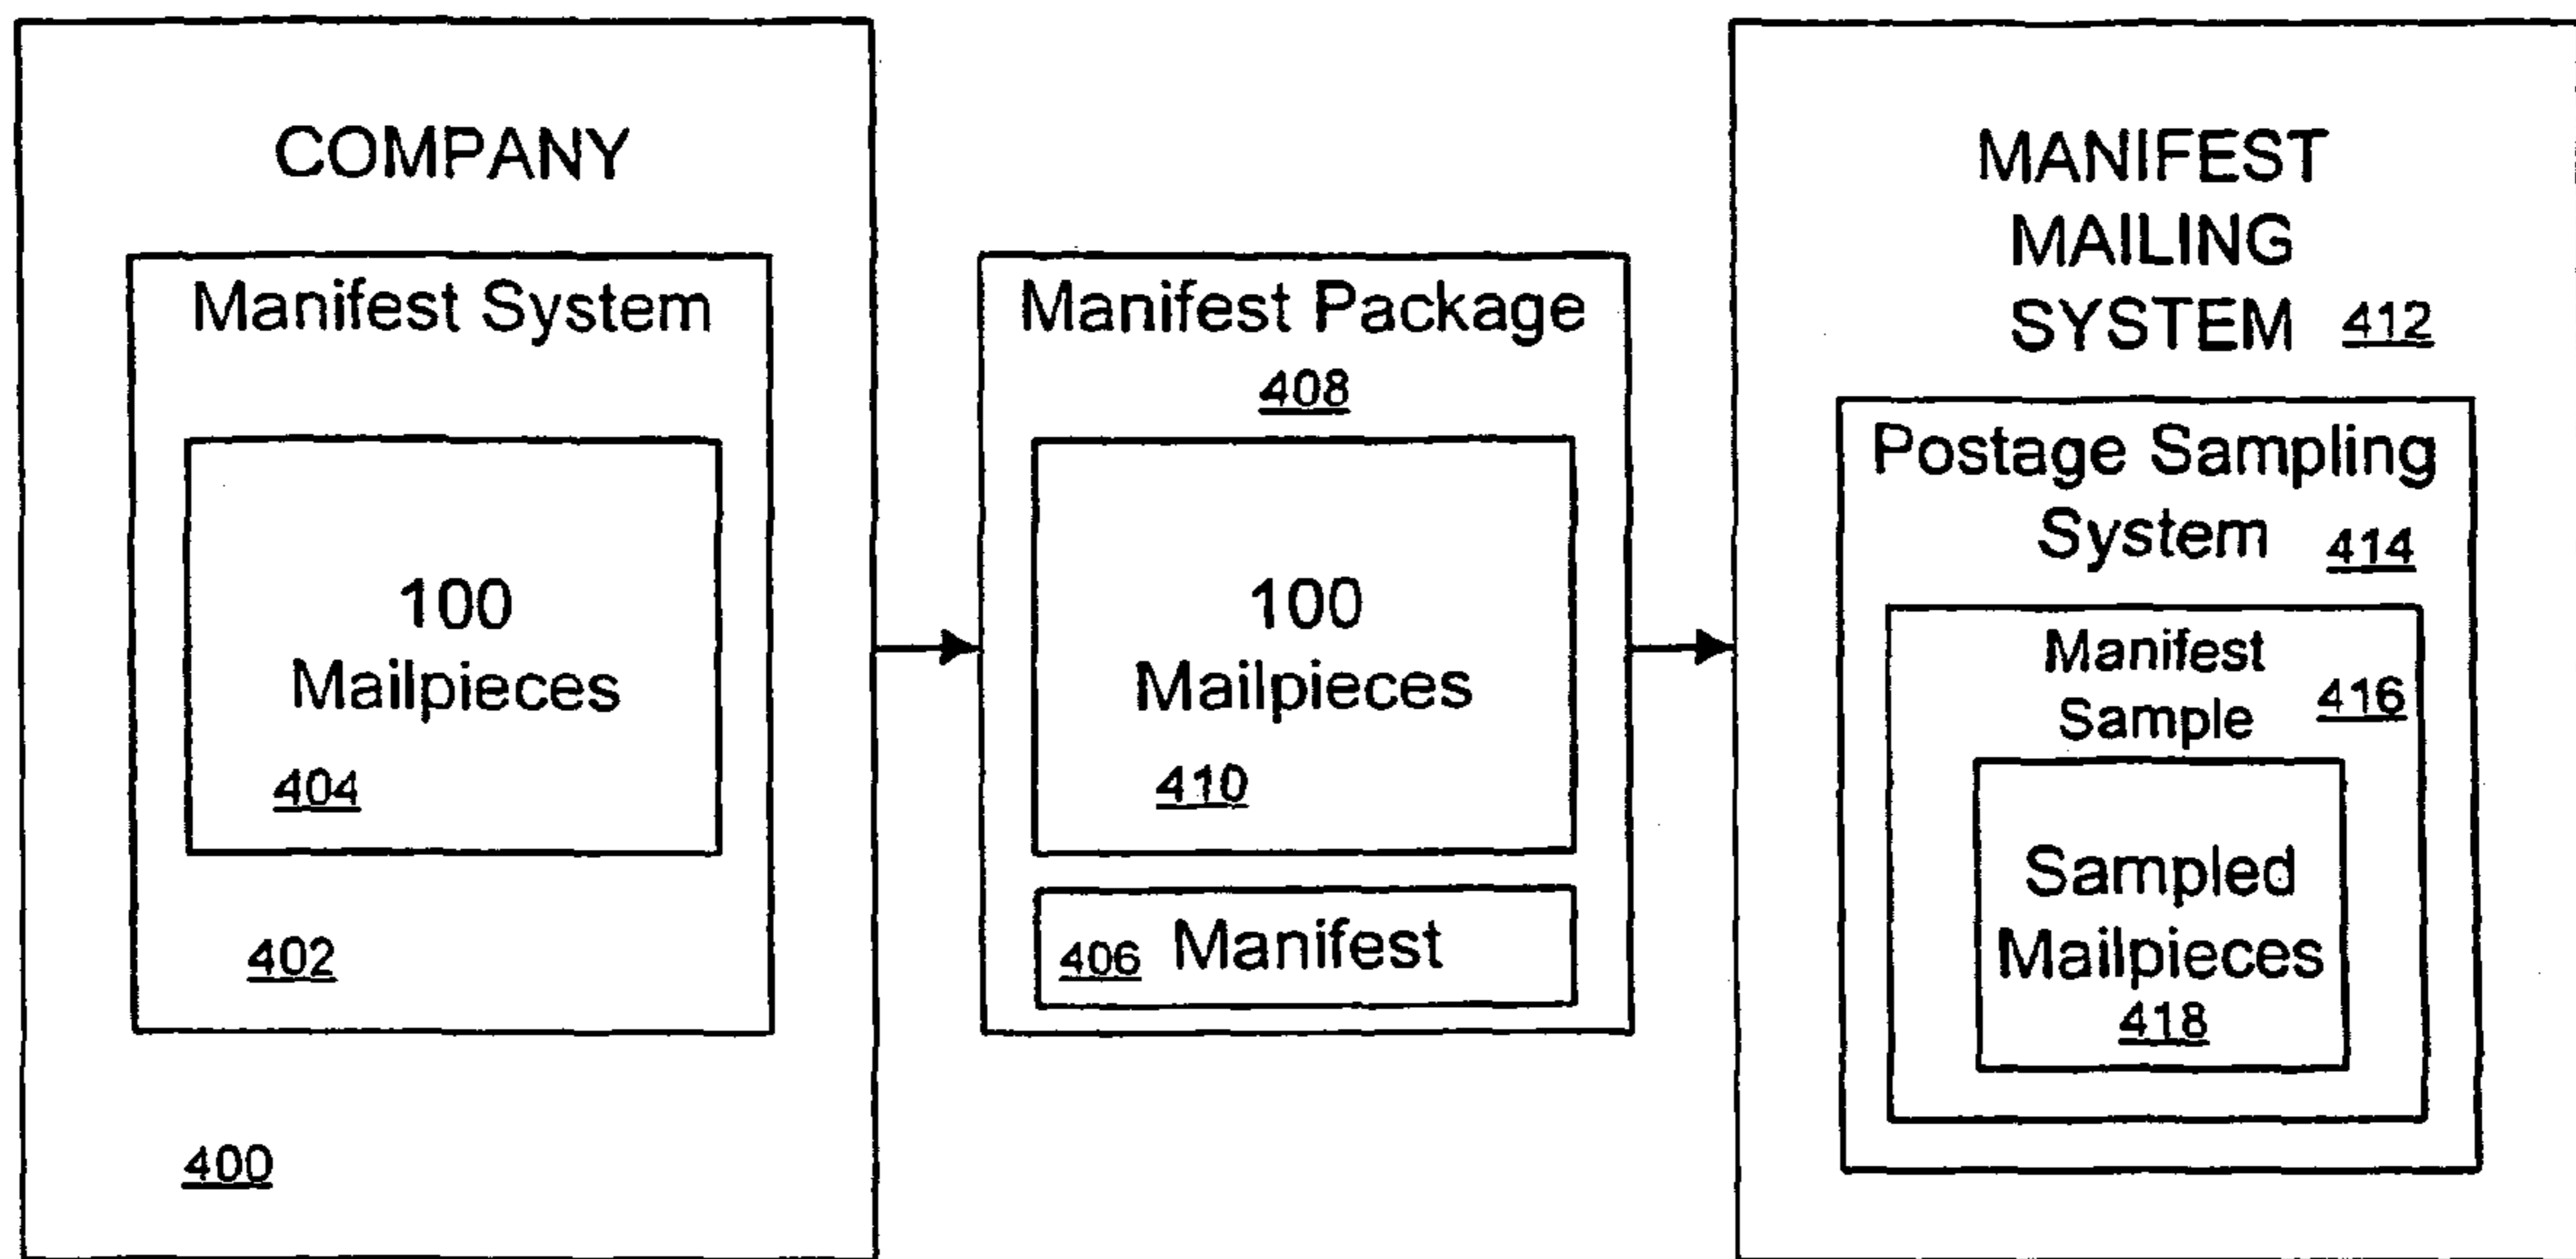 COMPANY
Manifest System
100
Mailpieces
404
402
400
Manifest Package
408
100
Mailpieces
410
406 Manifest
MANIFEST
MAILING
SYSTEM 412
Postage Sampling
System 414
Manifest
Sample 416
Sampled
Mailpieces
418